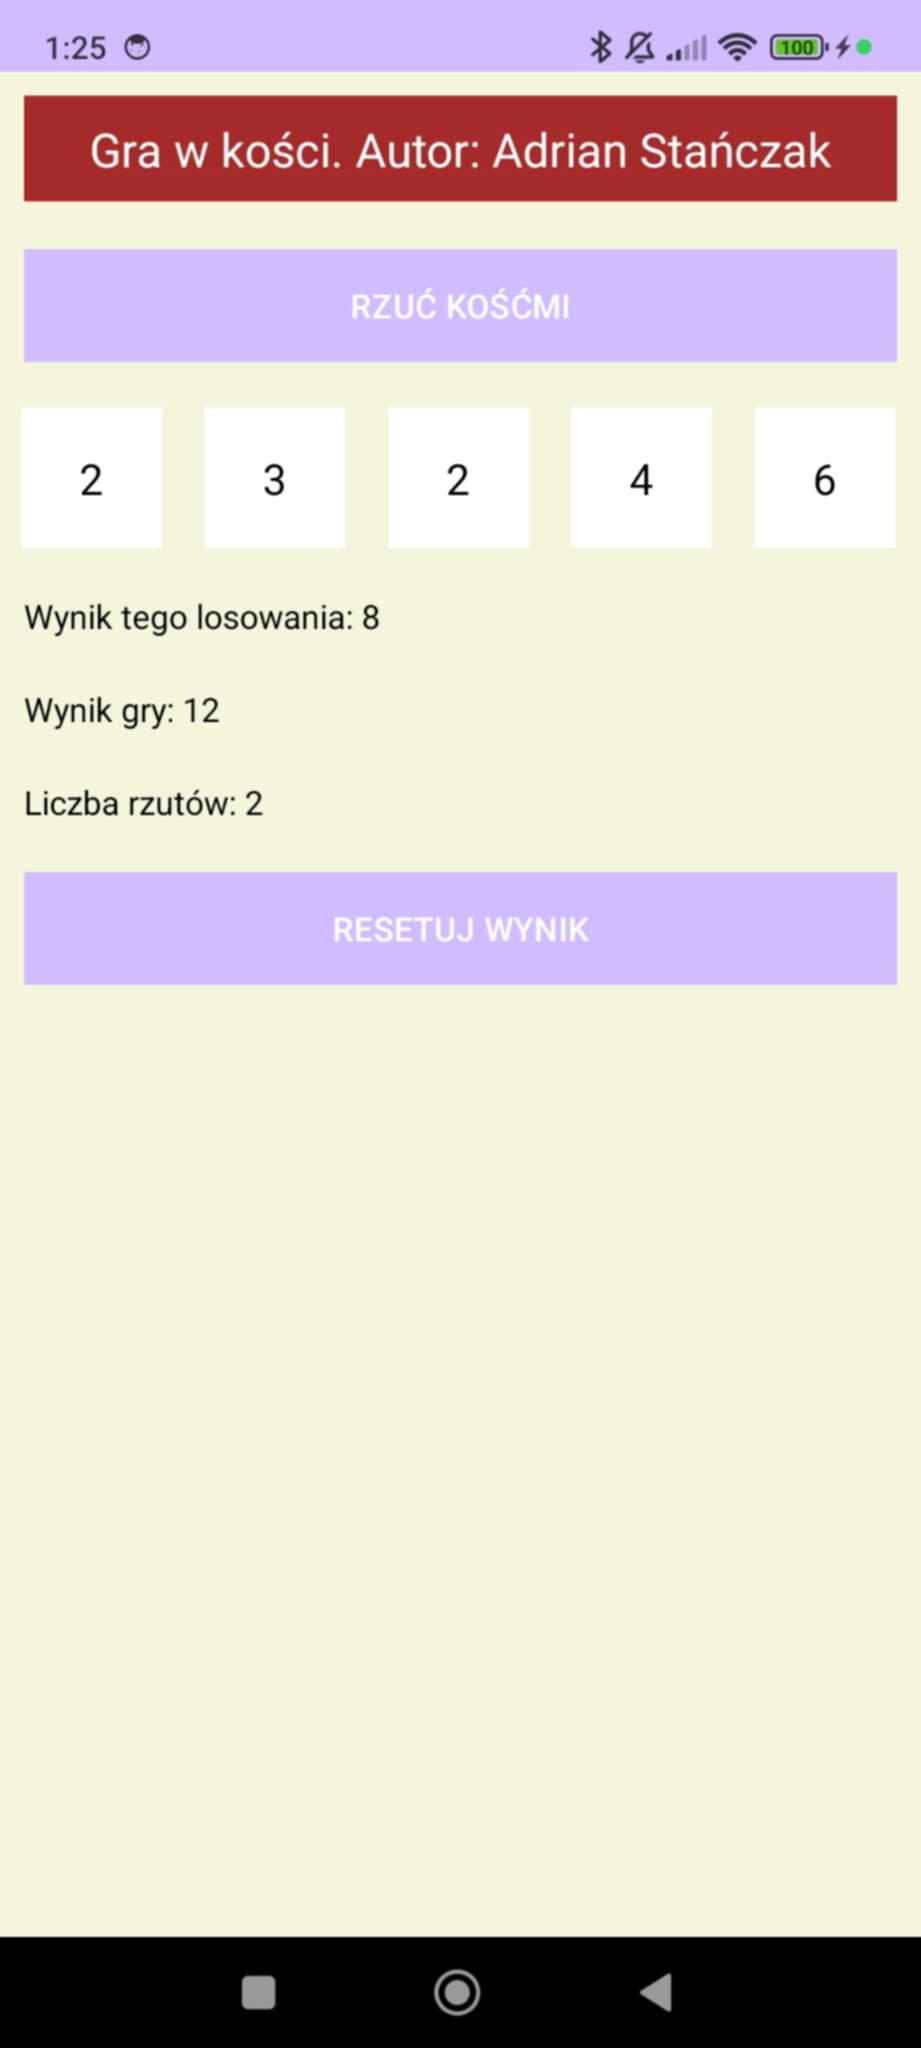 1:25
100
Gra w kości. Autor: Adrian Stańczak
RZUĆ KOŚĆMI
2 3 2 4 6
Wynik tego losowania: 8
Wynik gry: 12
Liczba rzutów: 2
RESETUJ WYNIK